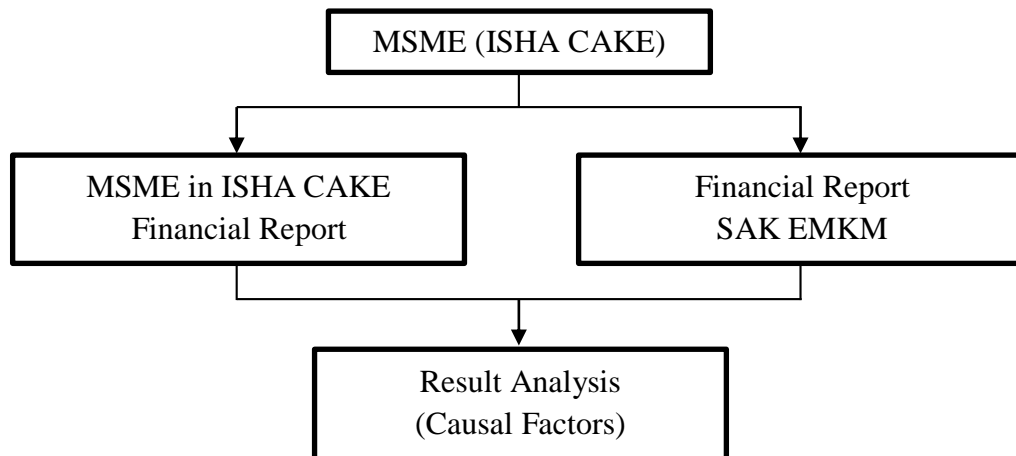 MSME (ISHA CAKE)
MSME in ISHA CAKE
Financial Report
Financial Report
SAK EMKM
Result Analysis
(Causal Factors)